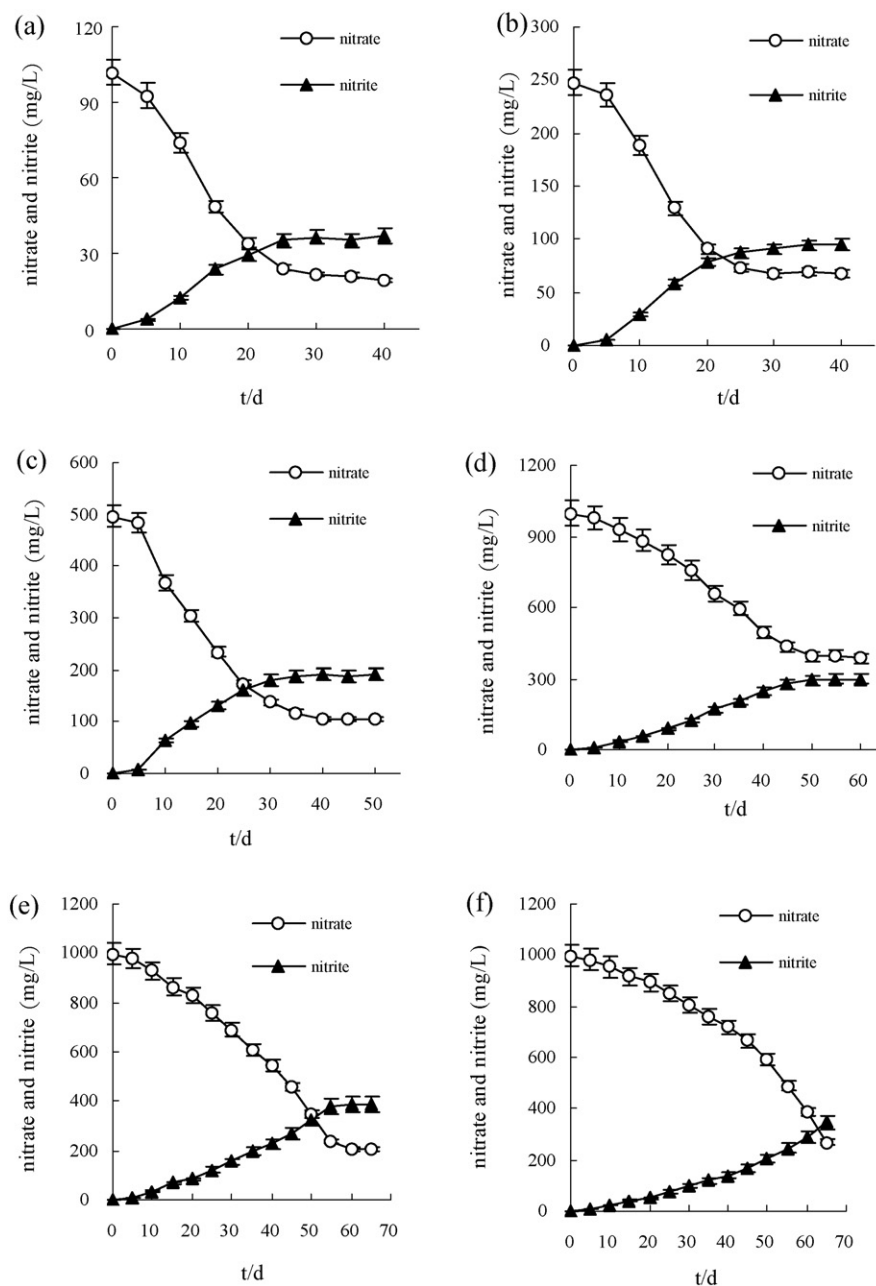 (a)
nitrate
nitrite
nitrate and nitrite (mg/L)
120
90
60
30
0
0 10 20 30 40
t/d
(b)
nitrate
nitrite
nitrate and nitrite (mg/L)
300
250
200
150
100
50
0
0 10 20 30 40
t/d
(c)
nitrate
nitrite
nitrate and nitrite (mg/L)
600
500
400
300
200
100
0
0 10 20 30 40 50
t/d
(d)
nitrate
nitrite
nitrate and nitrite (mg/L)
1200
900
600
300
0
0 10 20 30 40 50 60
t/d
(e)
nitrate
nitrite
nitrate and nitrite (mg/L)
1200
1000
800
600
400
200
0
0 10 20 30 40 50 60 70
t/d
(f)
nitrate
nitrite
nitrate and nitrite (mg/L)
1200
1000
800
600
400
200
0
0 10 20 30 40 50 60 70
t/d